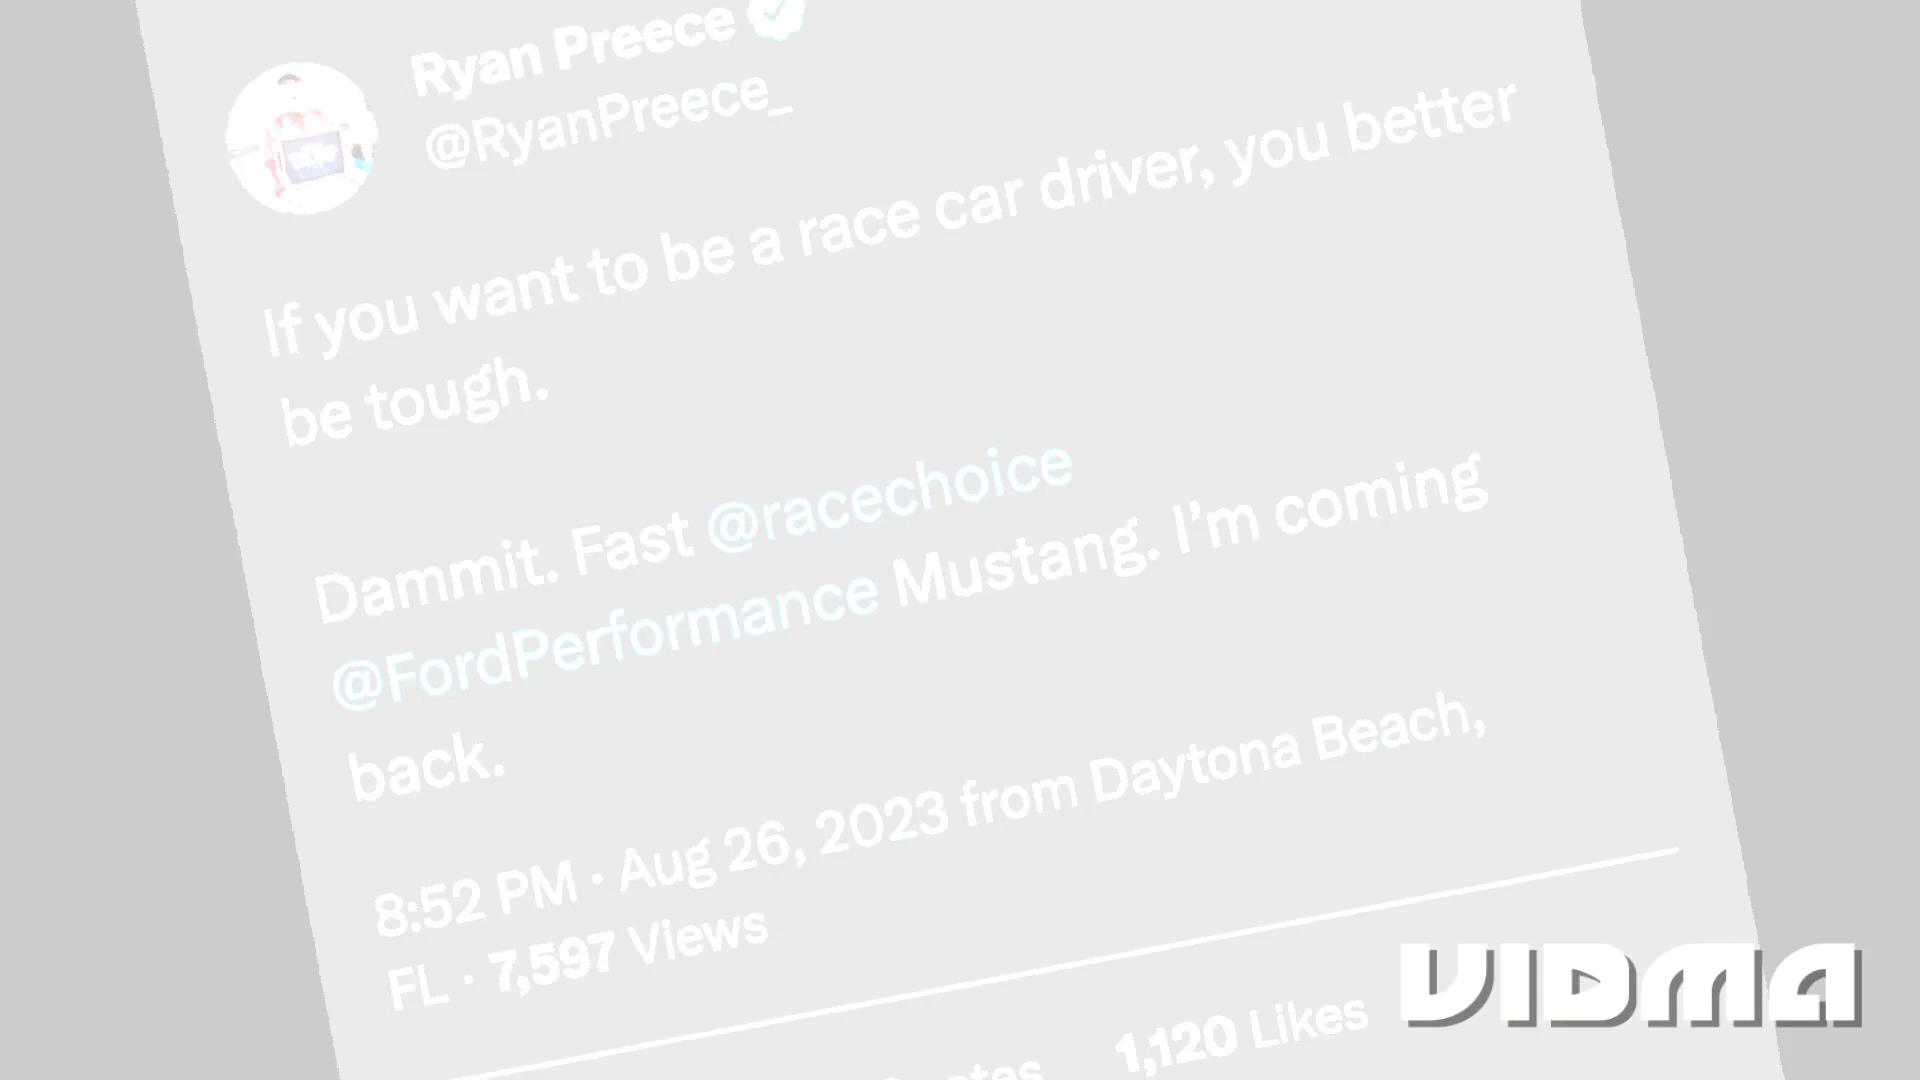 Ryan Preece
@RyanPreece_
If you want to be a race car driver, you better
be tough.
Dammit. Fast @racechoice
@FordPerformance Mustang. I'm coming
back.
8:52 PM · Aug 26, 2023 from Daytona Beach,
FL · 7,597 Views
1,120 Likes
VIDMA